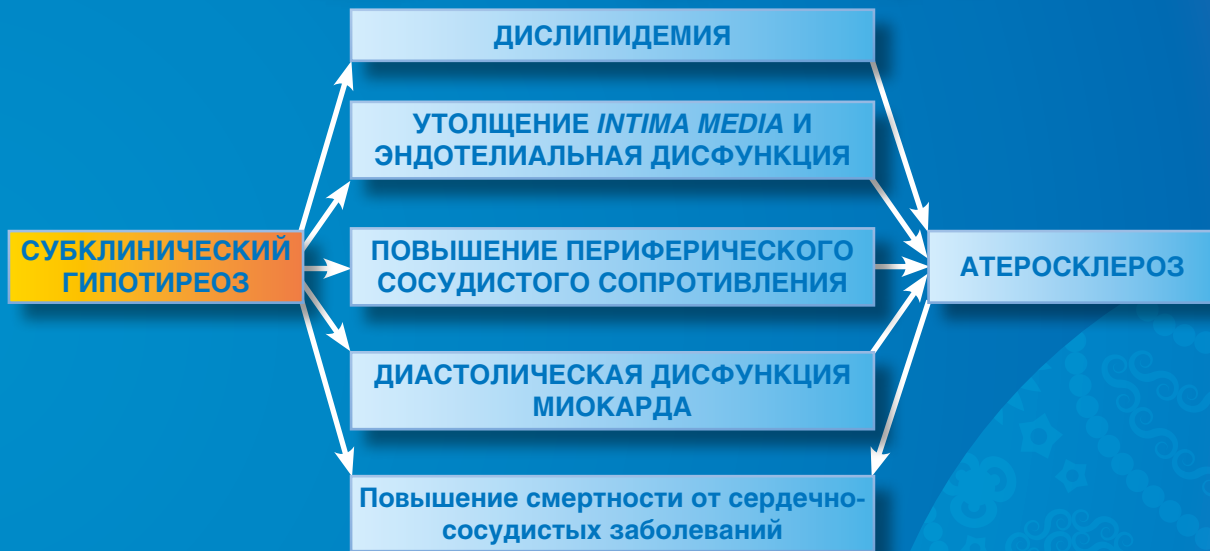 ДИСЛИПИДЕМИЯ
УТОЛЩЕНИЕ INTIMA MEDIA И
ЭНДОТЕЛИАЛЬНАЯ ДИСФУНКЦИЯ
СУБКЛИНИЧЕСКИЙ
ГИПОТИРЕОЗ
ПОВЫШЕНИЕ ПЕРИФЕРИЧЕСКОГО
СОСУДИСТОГО СОПРОТИВЛЕНИЯ
АТЕРОСКЛЕРОЗ
ДИАСТОЛИЧЕСКАЯ ДИСФУНКЦИЯ
МИОКАРДА
Повышение смертности от сердечно-
сосудистых заболеваний